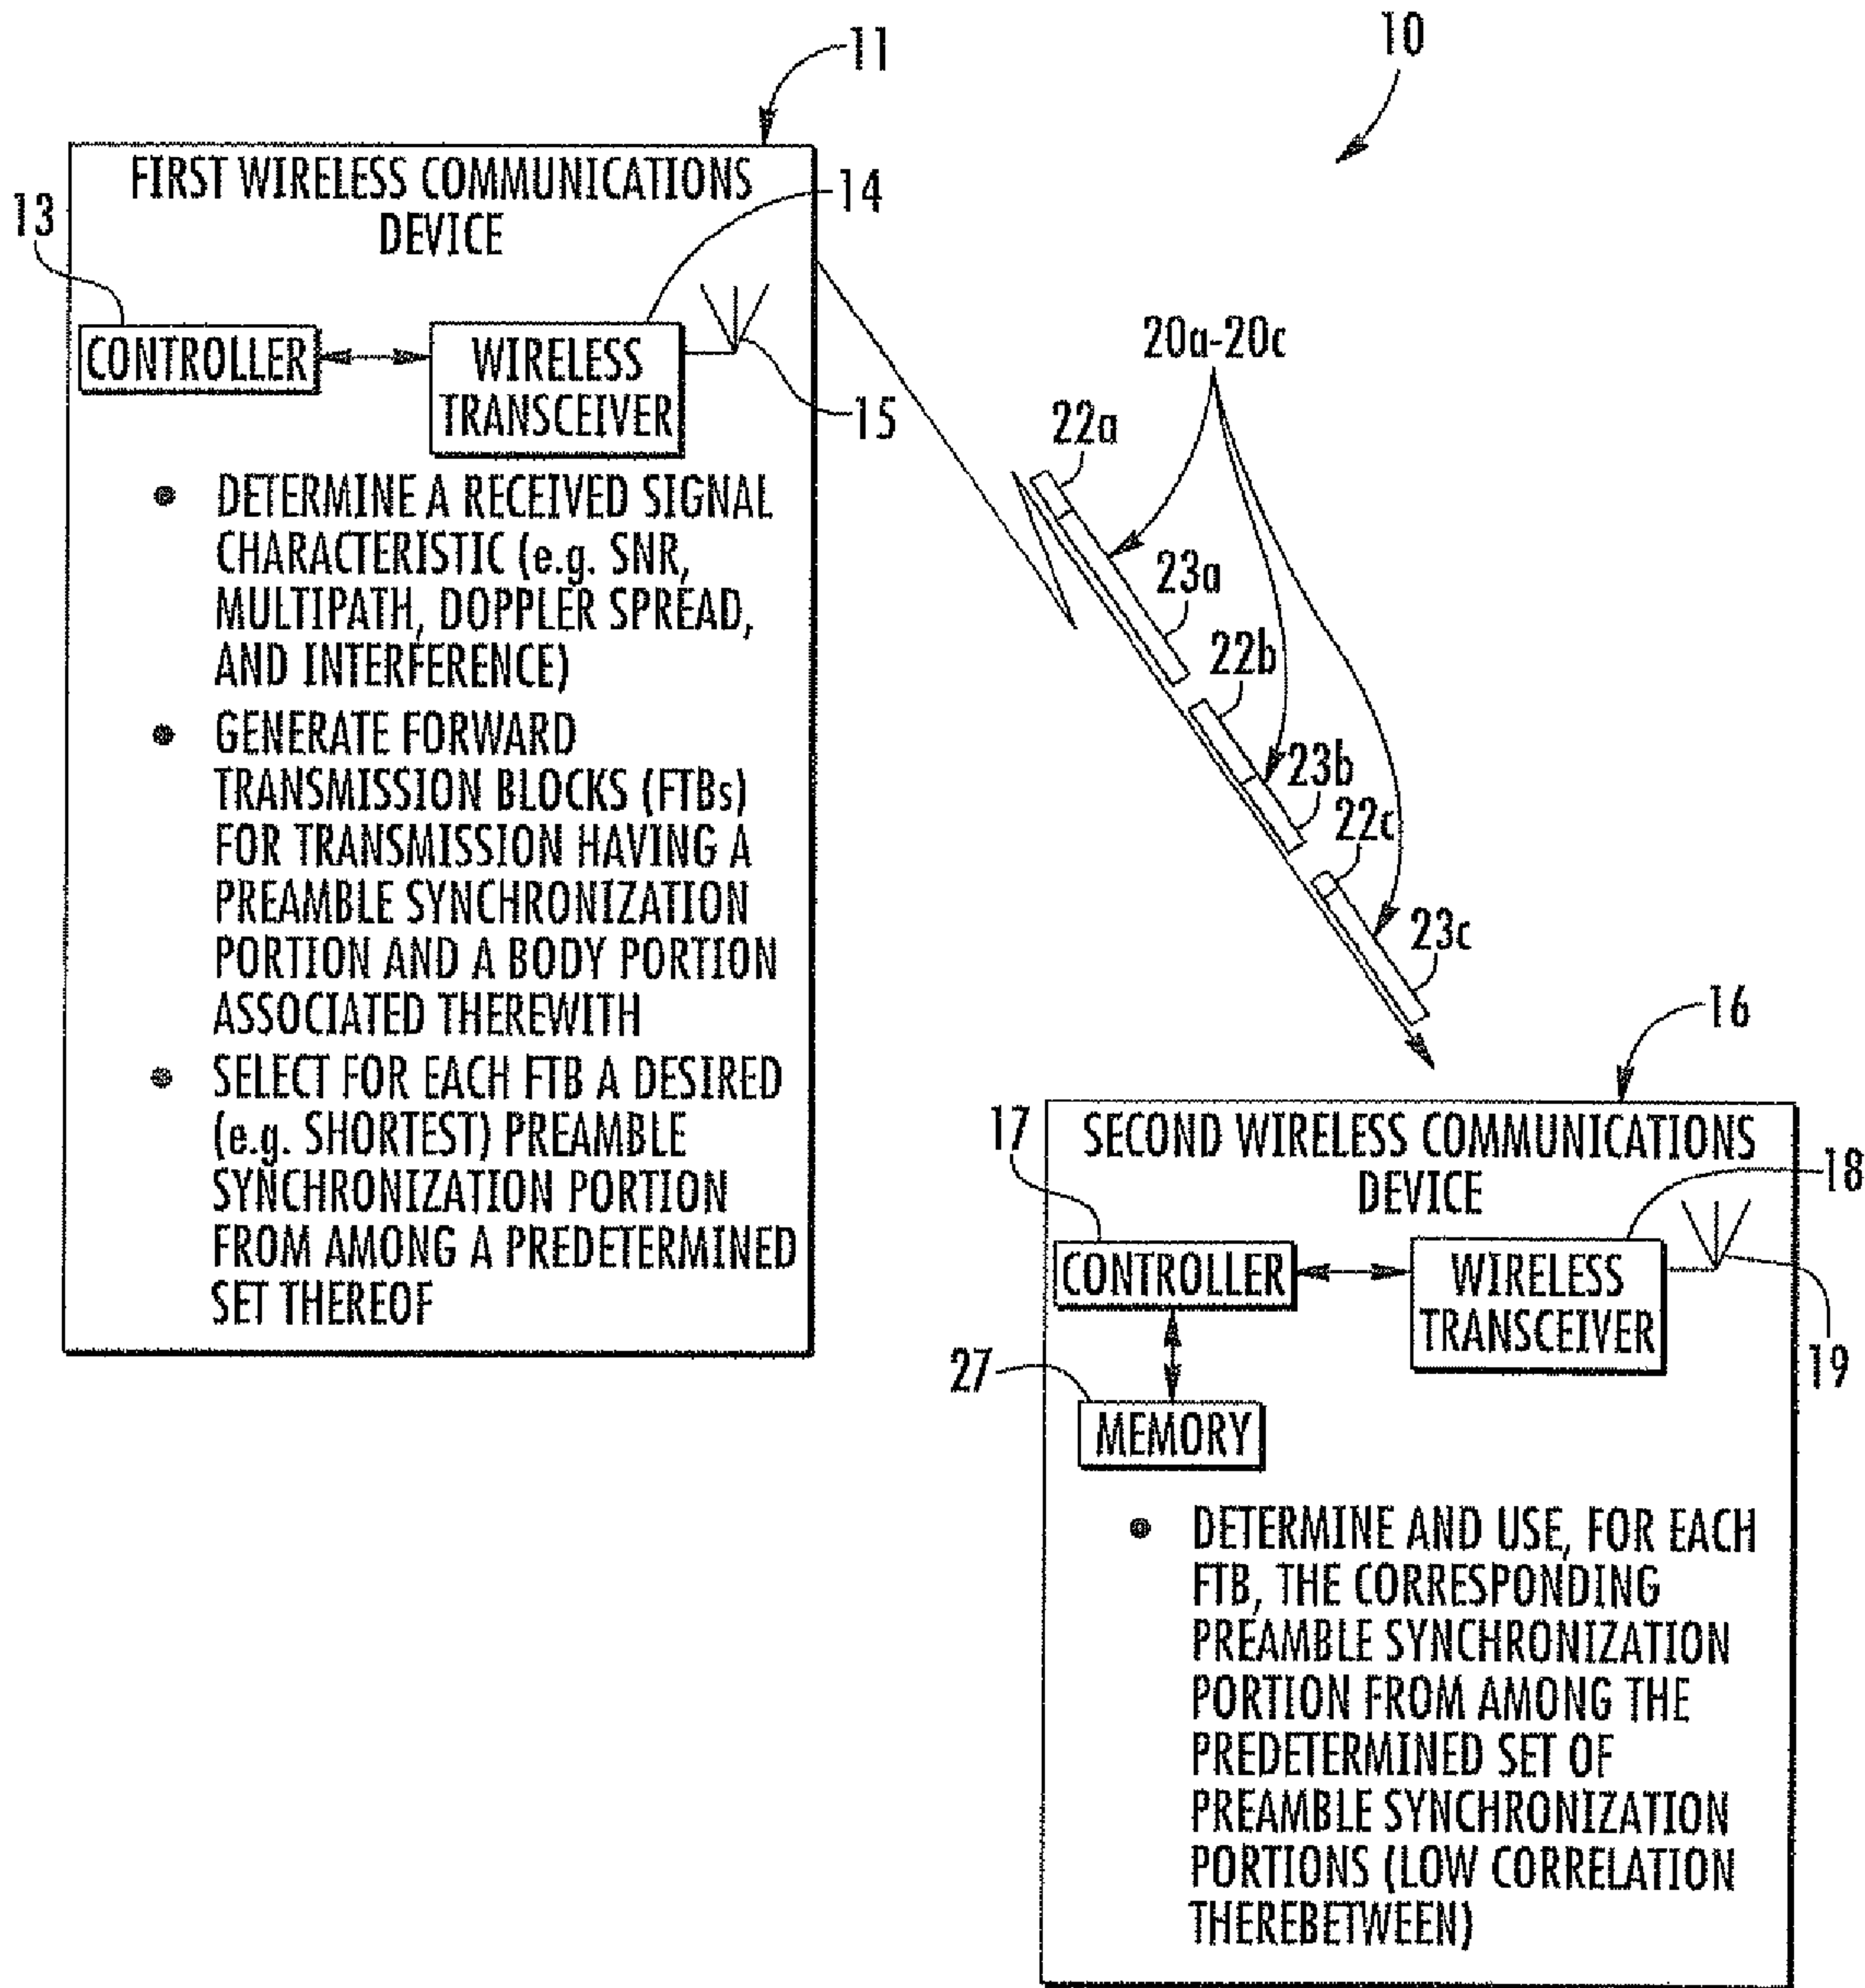 10
11
FIRST WIRELESS COMMUNICATIONS
DEVICE
13
14
CONTROLLER
WIRELESS
TRANSCEIVER
15
• DETERMINE A RECEIVED SIGNAL
CHARACTERISTIC (e.g. SNR,
MULTIPATH, DOPPLER SPREAD,
AND INTERFERENCE)
• GENERATE FORWARD
TRANSMISSION BLOCKS (FTBs)
FOR TRANSMISSION HAVING A
PREAMBLE SYNCHRONIZATION
PORTION AND A BODY PORTION
ASSOCIATED THEREWITH
• SELECT FOR EACH FTB A DESIRED
(e.g. SHORTEST) PREAMBLE
SYNCHRONIZATION PORTION
FROM AMONG A PREDETERMINED
SET THEREOF
20a-20c
22a
23a
22b
23b
22c
23c
16
SECOND WIRELESS COMMUNICATIONS
DEVICE
17
18
CONTROLLER
WIRELESS
TRANSCEIVER
19
27
MEMORY
• DETERMINE AND USE, FOR EACH
FTB, THE CORRESPONDING
PREAMBLE SYNCHRONIZATION
PORTION FROM AMONG THE
PREDETERMINED SET OF
PREAMBLE SYNCHRONIZATION
PORTIONS (LOW CORRELATION
THEREBETWEEN)